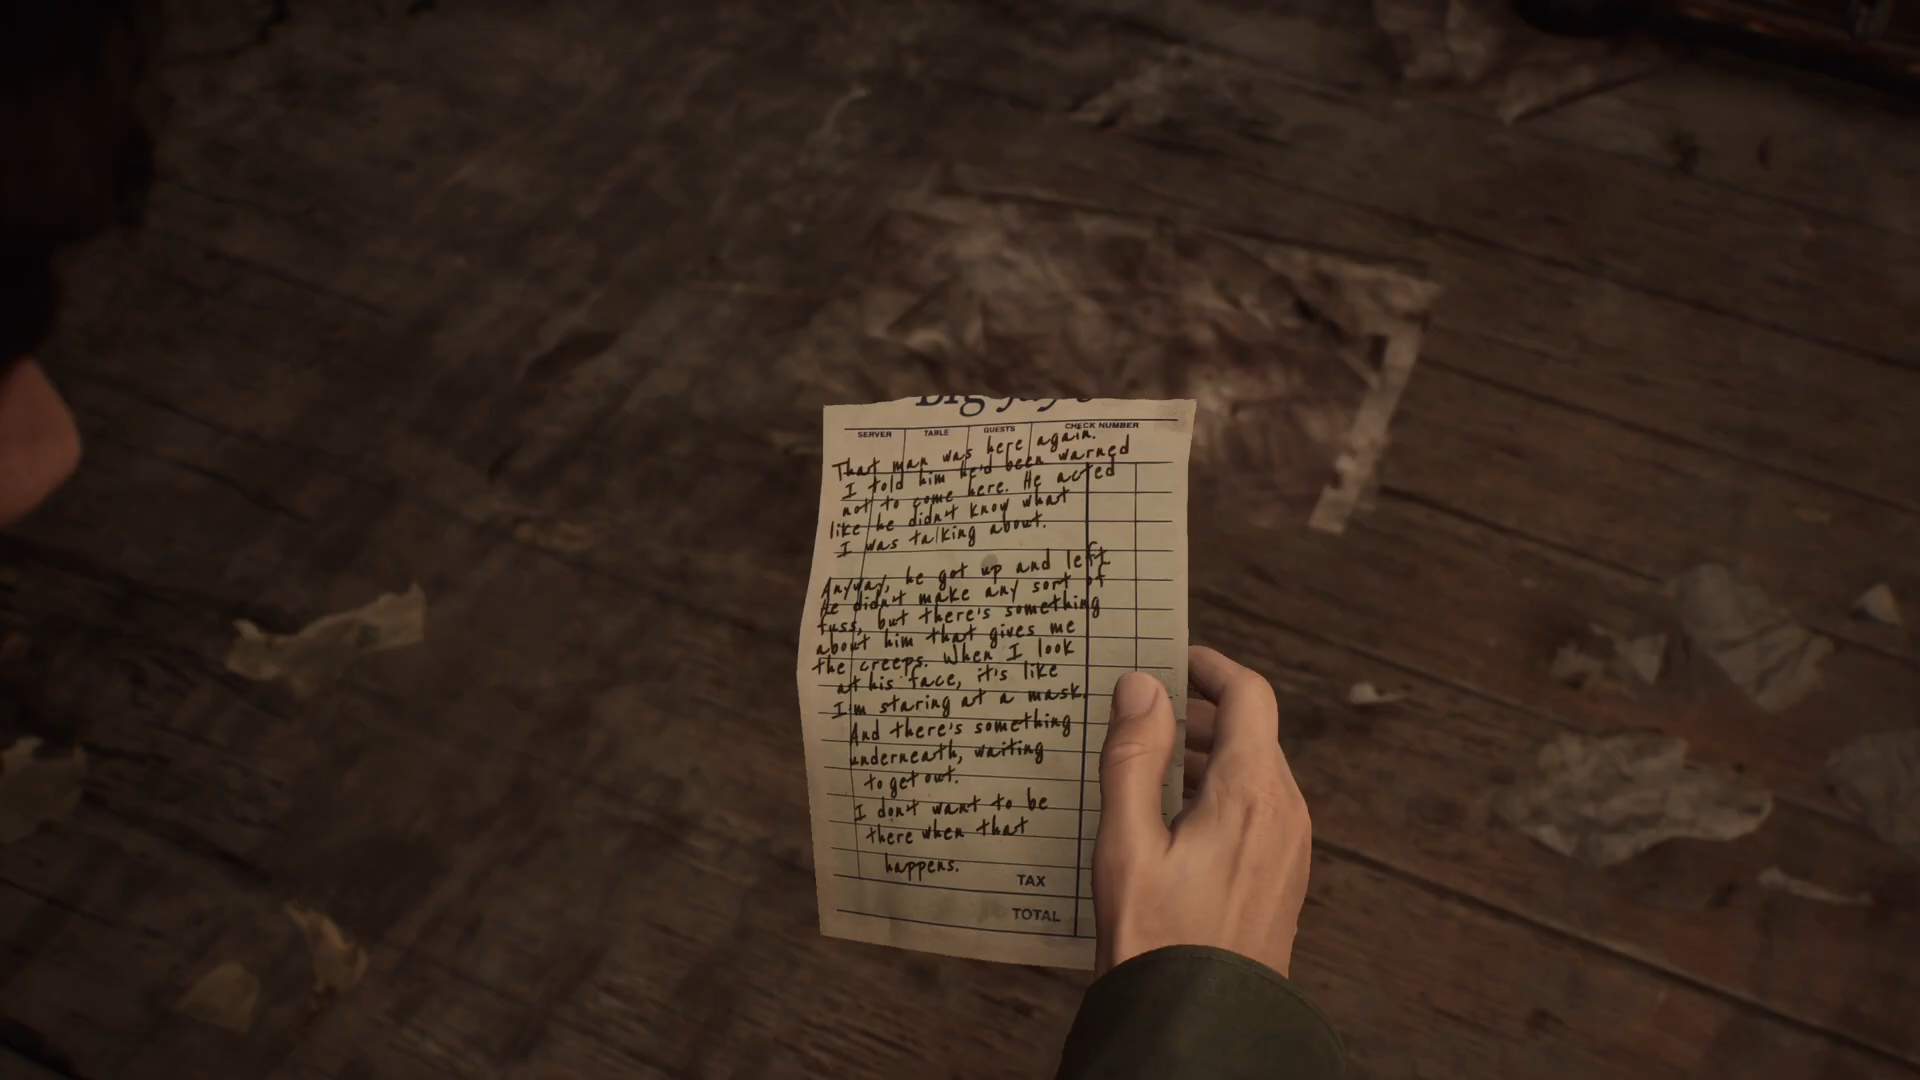 Big Jay's
SERVER TABLE GUESTS CHECK NUMBER
That man was here again.
I told him he'd been warned
not to come here. He acted
like he didn't know what
I was talking about.
Anyway, he got up and left
He didn't make any sort of
fuss, but there's something
about him that gives me
the creeps. When I look
at his face, it's like
I'm staring at a mask.
And there's something
underneath, waiting
to get out.
I don't want to be
there when that
happens.
TAX
TOTAL